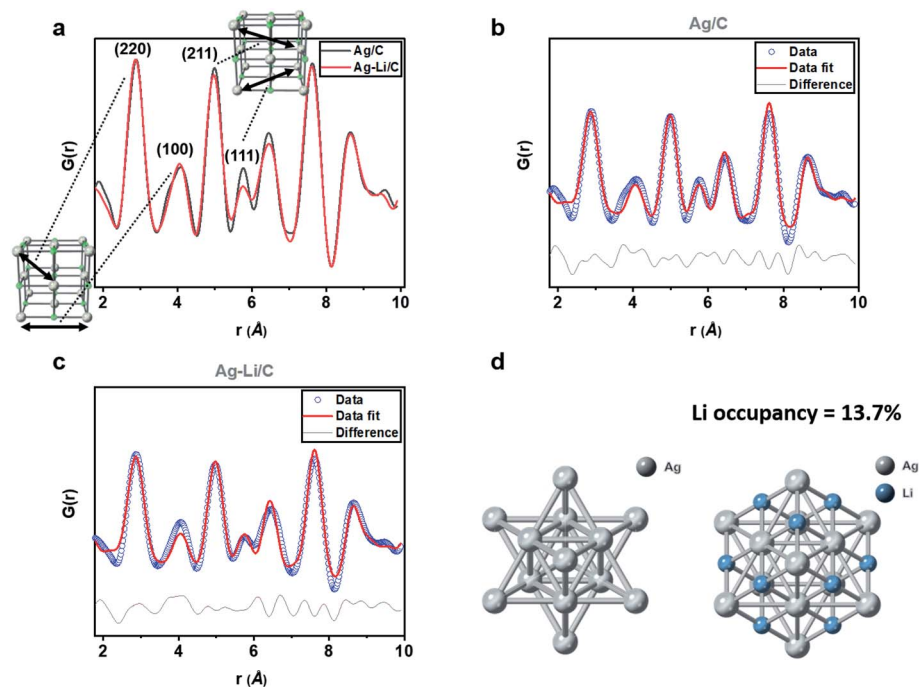 a
(220)
(211)
(100)
(111)
Ag/C
Ag-Li/C
G(r)
2 4 6 8 10
r (Å)
b
Ag/C
Data
Data fit
Difference
G(r)
2 4 6 8 10
r (Å)
c
Ag-Li/C
Data
Data fit
Difference
G(r)
2 4 6 8 10
r (Å)
d
Li occupancy = 13.7%
Ag
Ag
Li